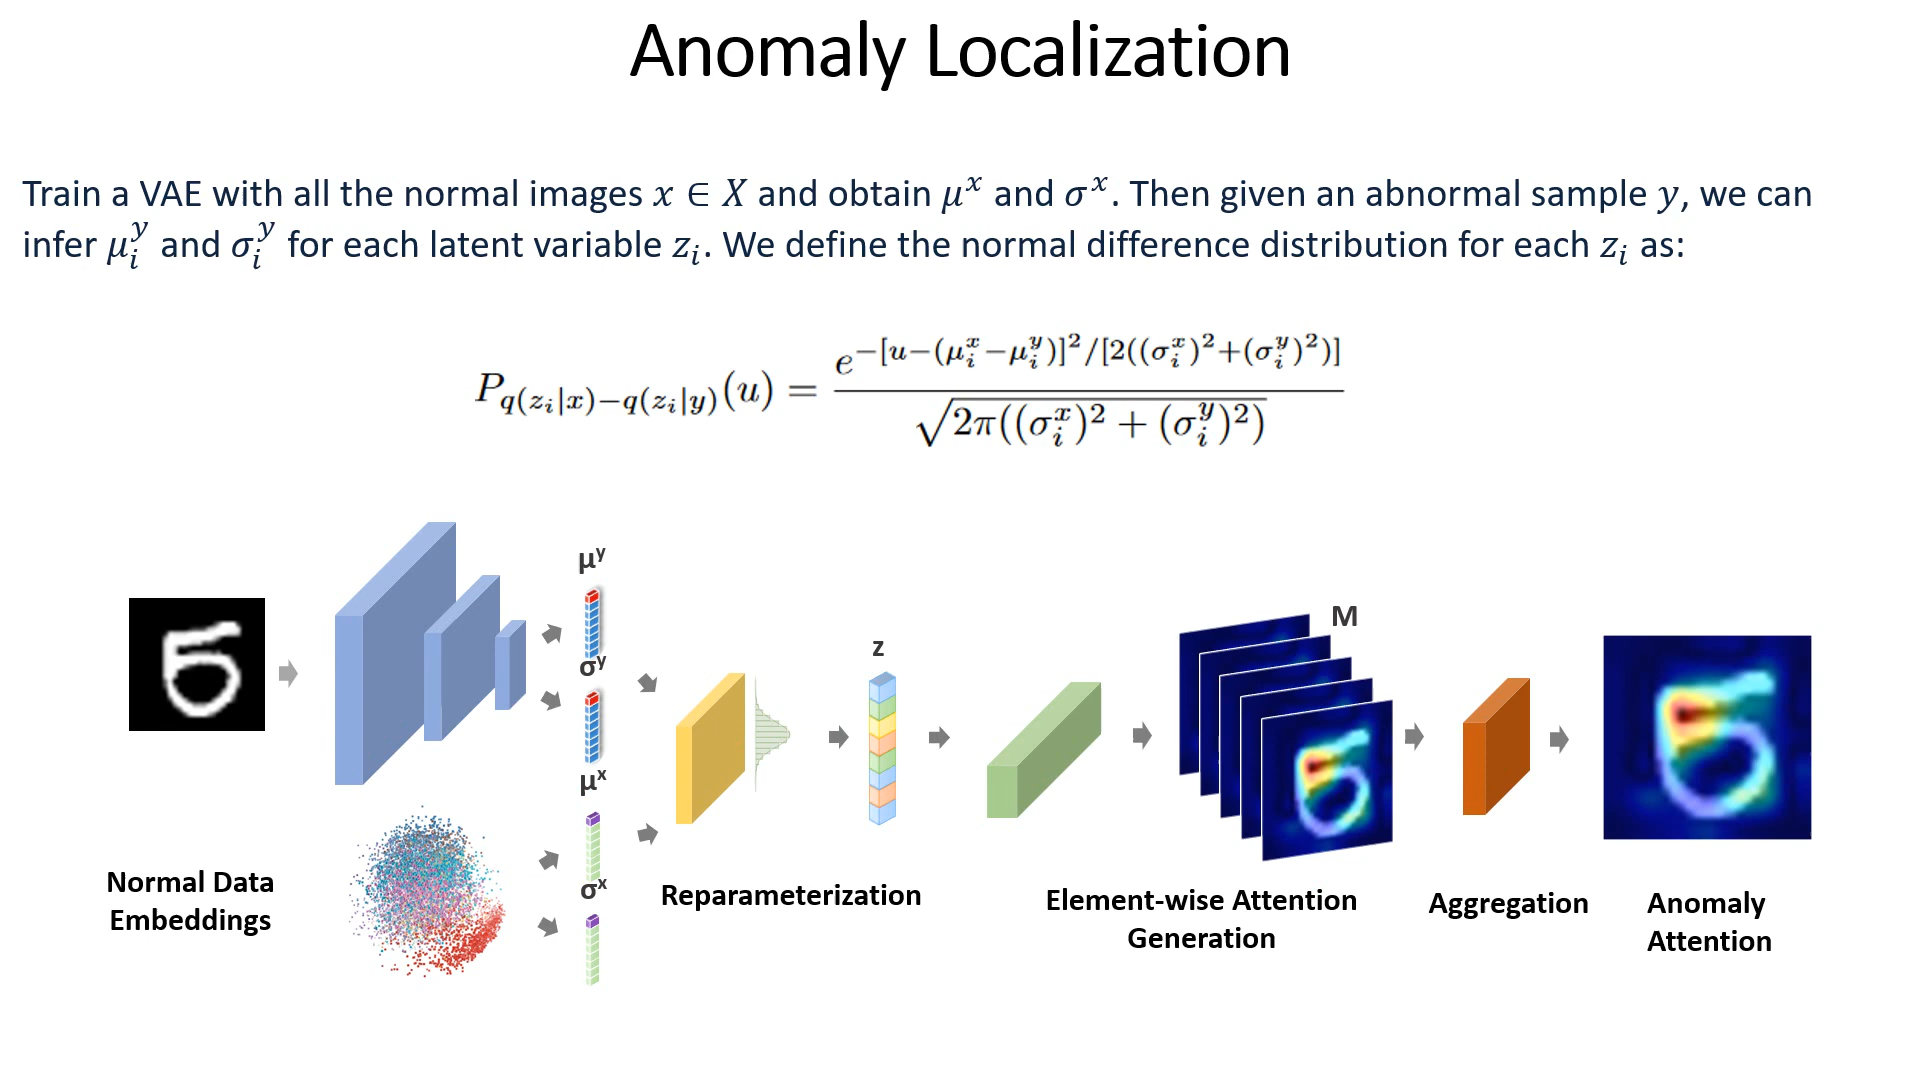 Anomaly Localization
Train a VAE with all the normal images x ∈ X and obtain μ^x and σ^x. Then given an abnormal sample y, we can
infer μ_i^y and σ_i^y for each latent variable z_i. We define the normal difference distribution for each z_i as:
P_{q(z_i|x)−q(z_i|y)}(u) = e^{−[u−(μ_i^x−μ_i^y)]^2/[2((σ_i^x)^2+(σ_i^y)^2)]} / √(2π((σ_i^x)^2 + (σ_i^y)^2))
μ^y
σ^y
μ^x
σ^x
z
M
Normal Data
Embeddings
Reparameterization
Element-wise Attention
Generation
Aggregation
Anomaly
Attention